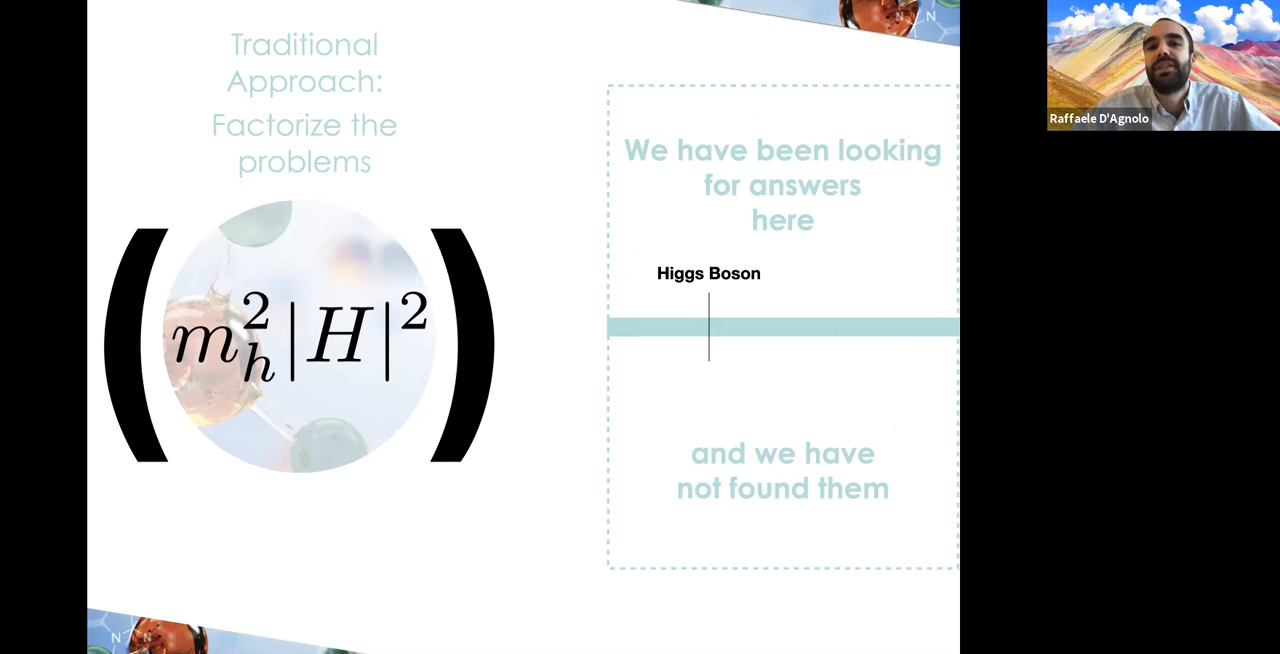 Traditional
Approach:
Factorize the
problems
(m_h^2|H|^2)
We have been looking
for answers
here
Higgs Boson
and we have
not found them
N N
N N
Raffaele D'Agnolo